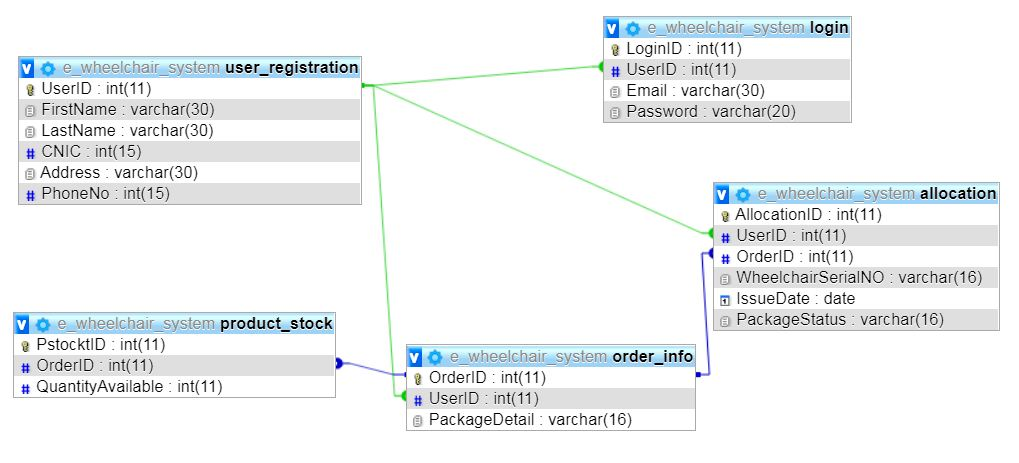 e_wheelchair_system login
LoginID : int(11)
UserID : int(11)
Email : varchar(30)
Password : varchar(20)
e_wheelchair_system user_registration
UserID : int(11)
FirstName : varchar(30)
LastName : varchar(30)
CNIC : int(15)
Address : varchar(30)
PhoneNo : int(15)
e_wheelchair_system allocation
AllocationID : int(11)
UserID : int(11)
OrderID : int(11)
WheelchairSerialNO : varchar(16)
IssueDate : date
PackageStatus : varchar(16)
e_wheelchair_system product_stock
PstocktID : int(11)
OrderID : int(11)
QuantityAvailable : int(11)
e_wheelchair_system order_info
OrderID : int(11)
UserID : int(11)
PackageDetail : varchar(16)